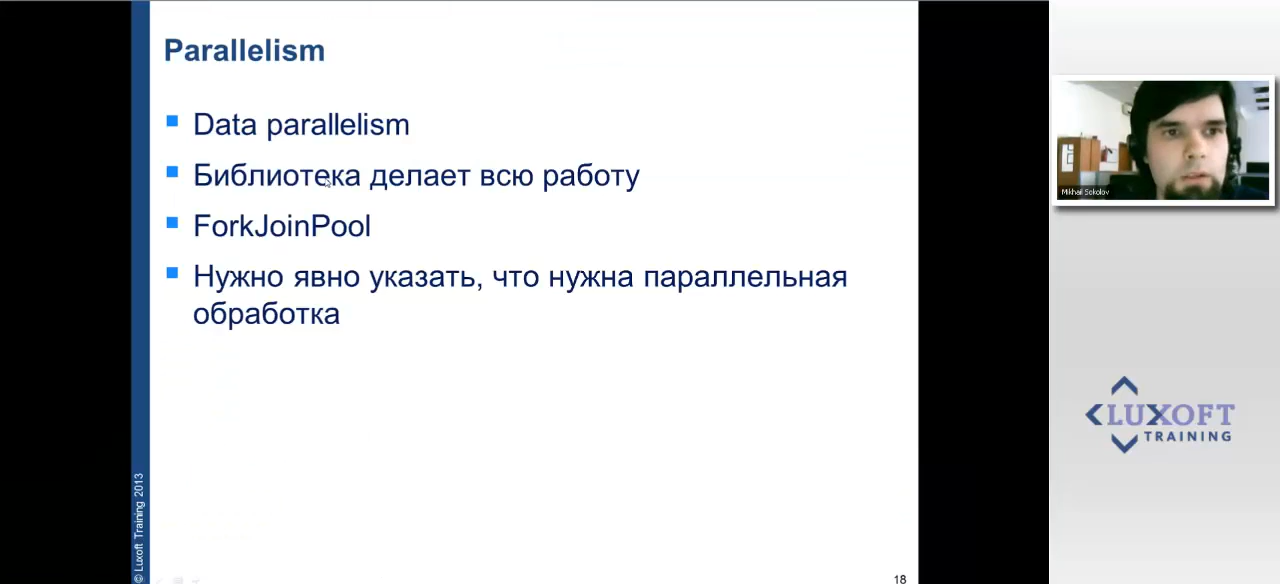 Parallelism
Data parallelism
Библиотека делает всю работу
ForkJoinPool
Нужно явно указать, что нужна параллельная
обработка
© Luxoft Training 2013
18
Mikhail Sokolov
LUXOFT
TRAINING